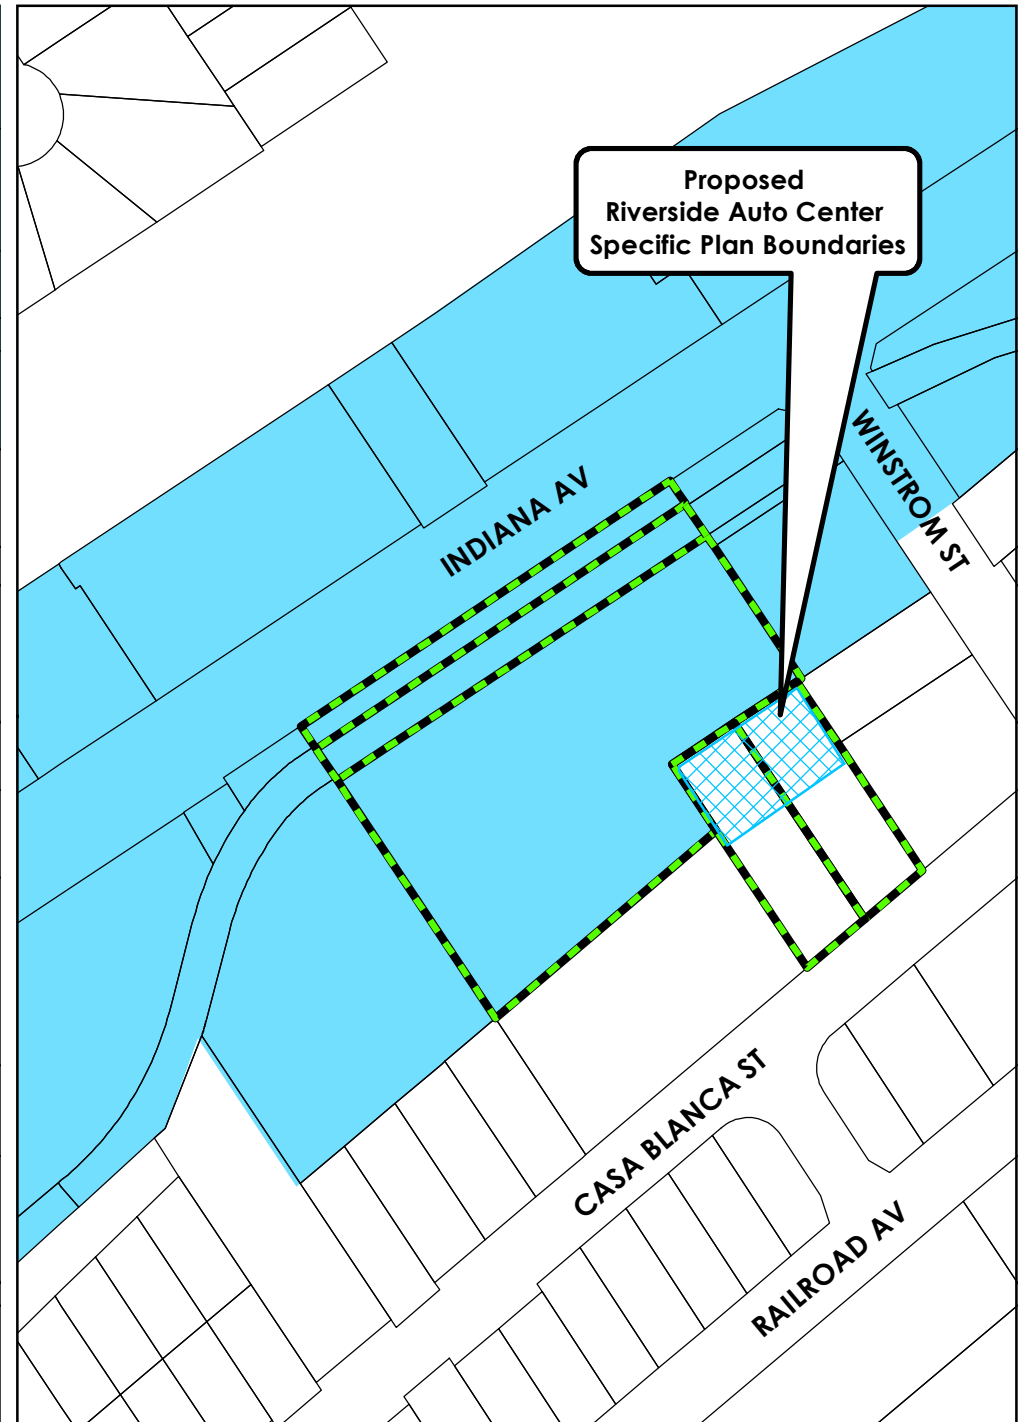 Proposed
Riverside Auto Center
Specific Plan Boundaries
WINSTROM ST
INDIANA AV
CASA BLANCA ST
RAILROAD AV